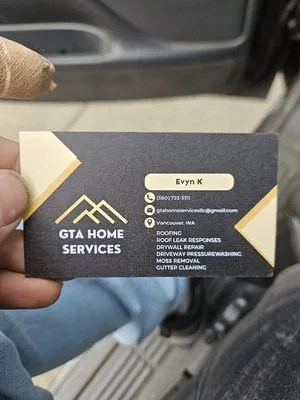 Evyn K
(360) 723-3111
gtahomeservicesllc@gmail.com
Vancouver, WA
GTA HOME
SERVICES
ROOFING
ROOF LEAK RESPONSES
DRYWALL REPAIR
DRIVEWAY PRESSUREWASHING
MOSS REMOVAL
GUTTER CLEANING